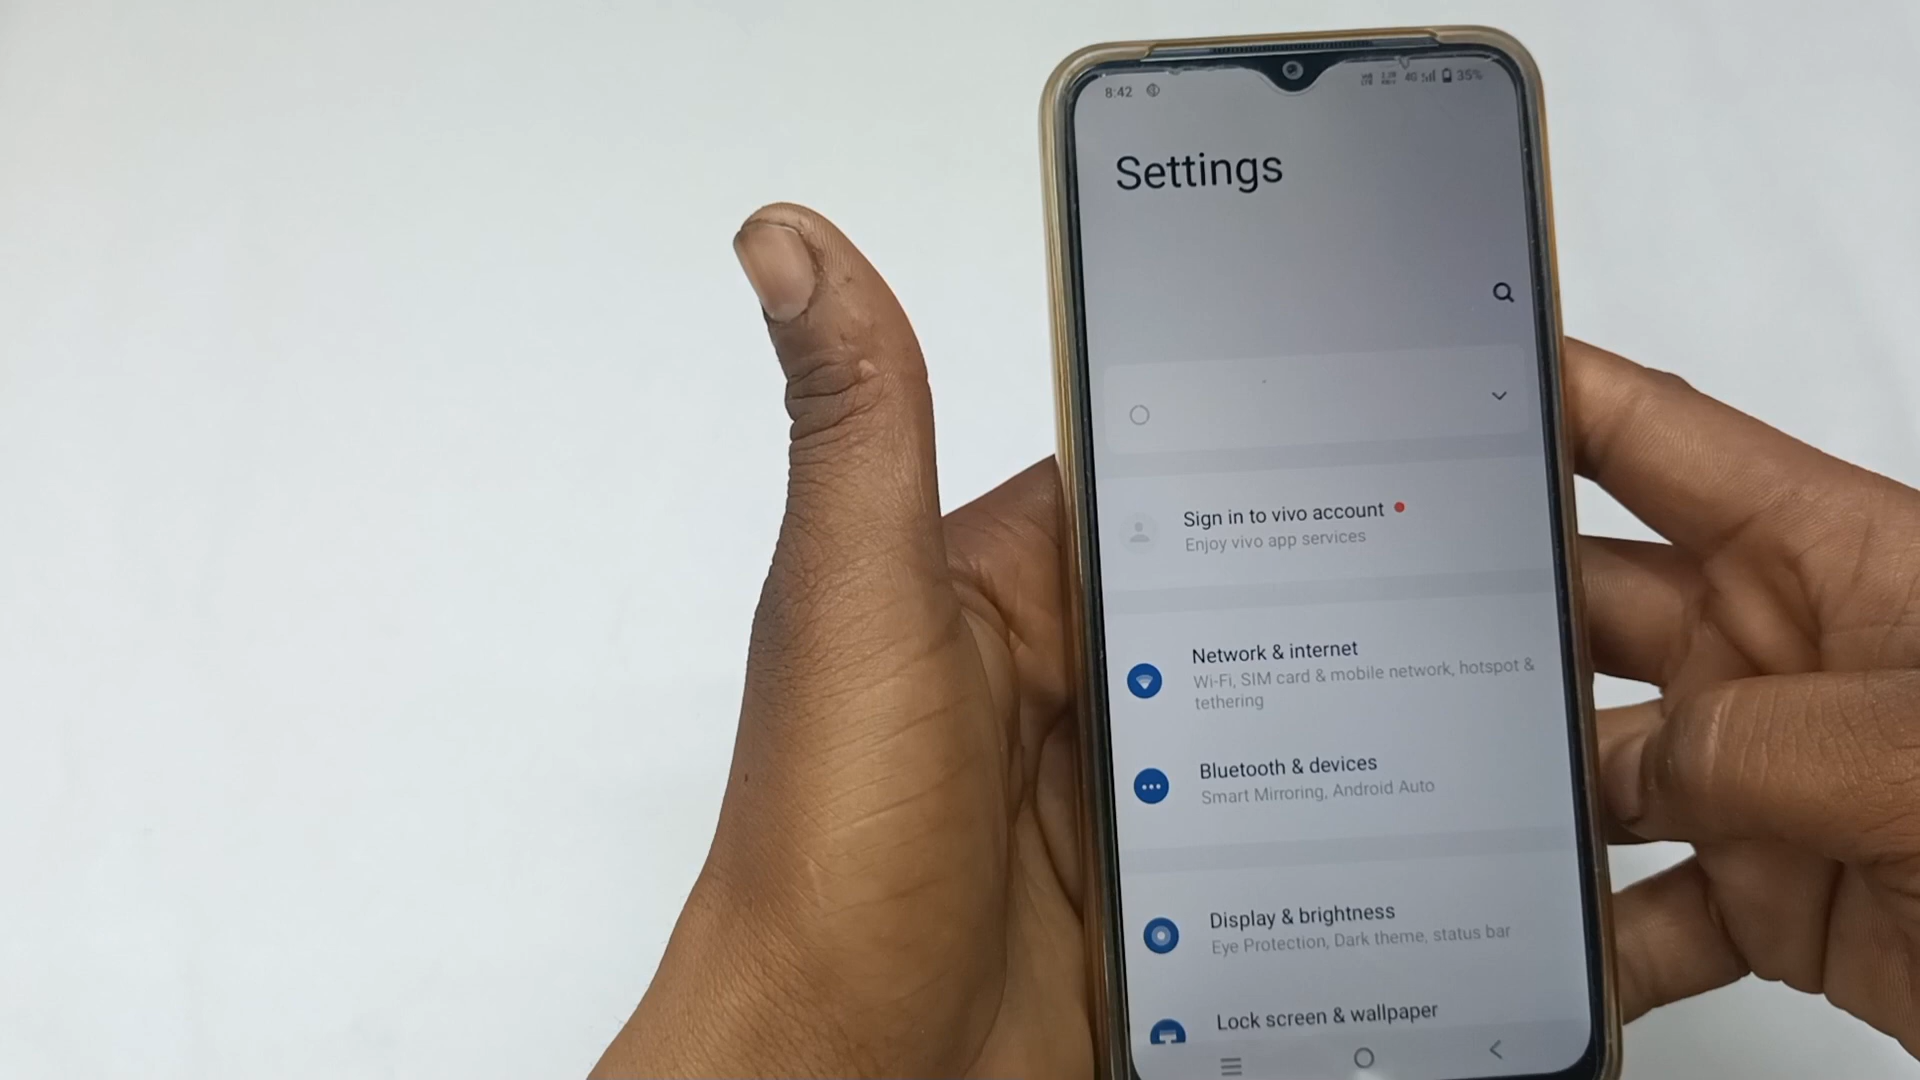 8:42
4G 35%
Settings
Sign in to vivo account
Enjoy vivo app services
Network & internet
Wi-Fi, SIM card & mobile network, hotspot &
tethering
Bluetooth & devices
Smart Mirroring, Android Auto
Display & brightness
Eye Protection, Dark theme, status bar
Lock screen & wallpaper